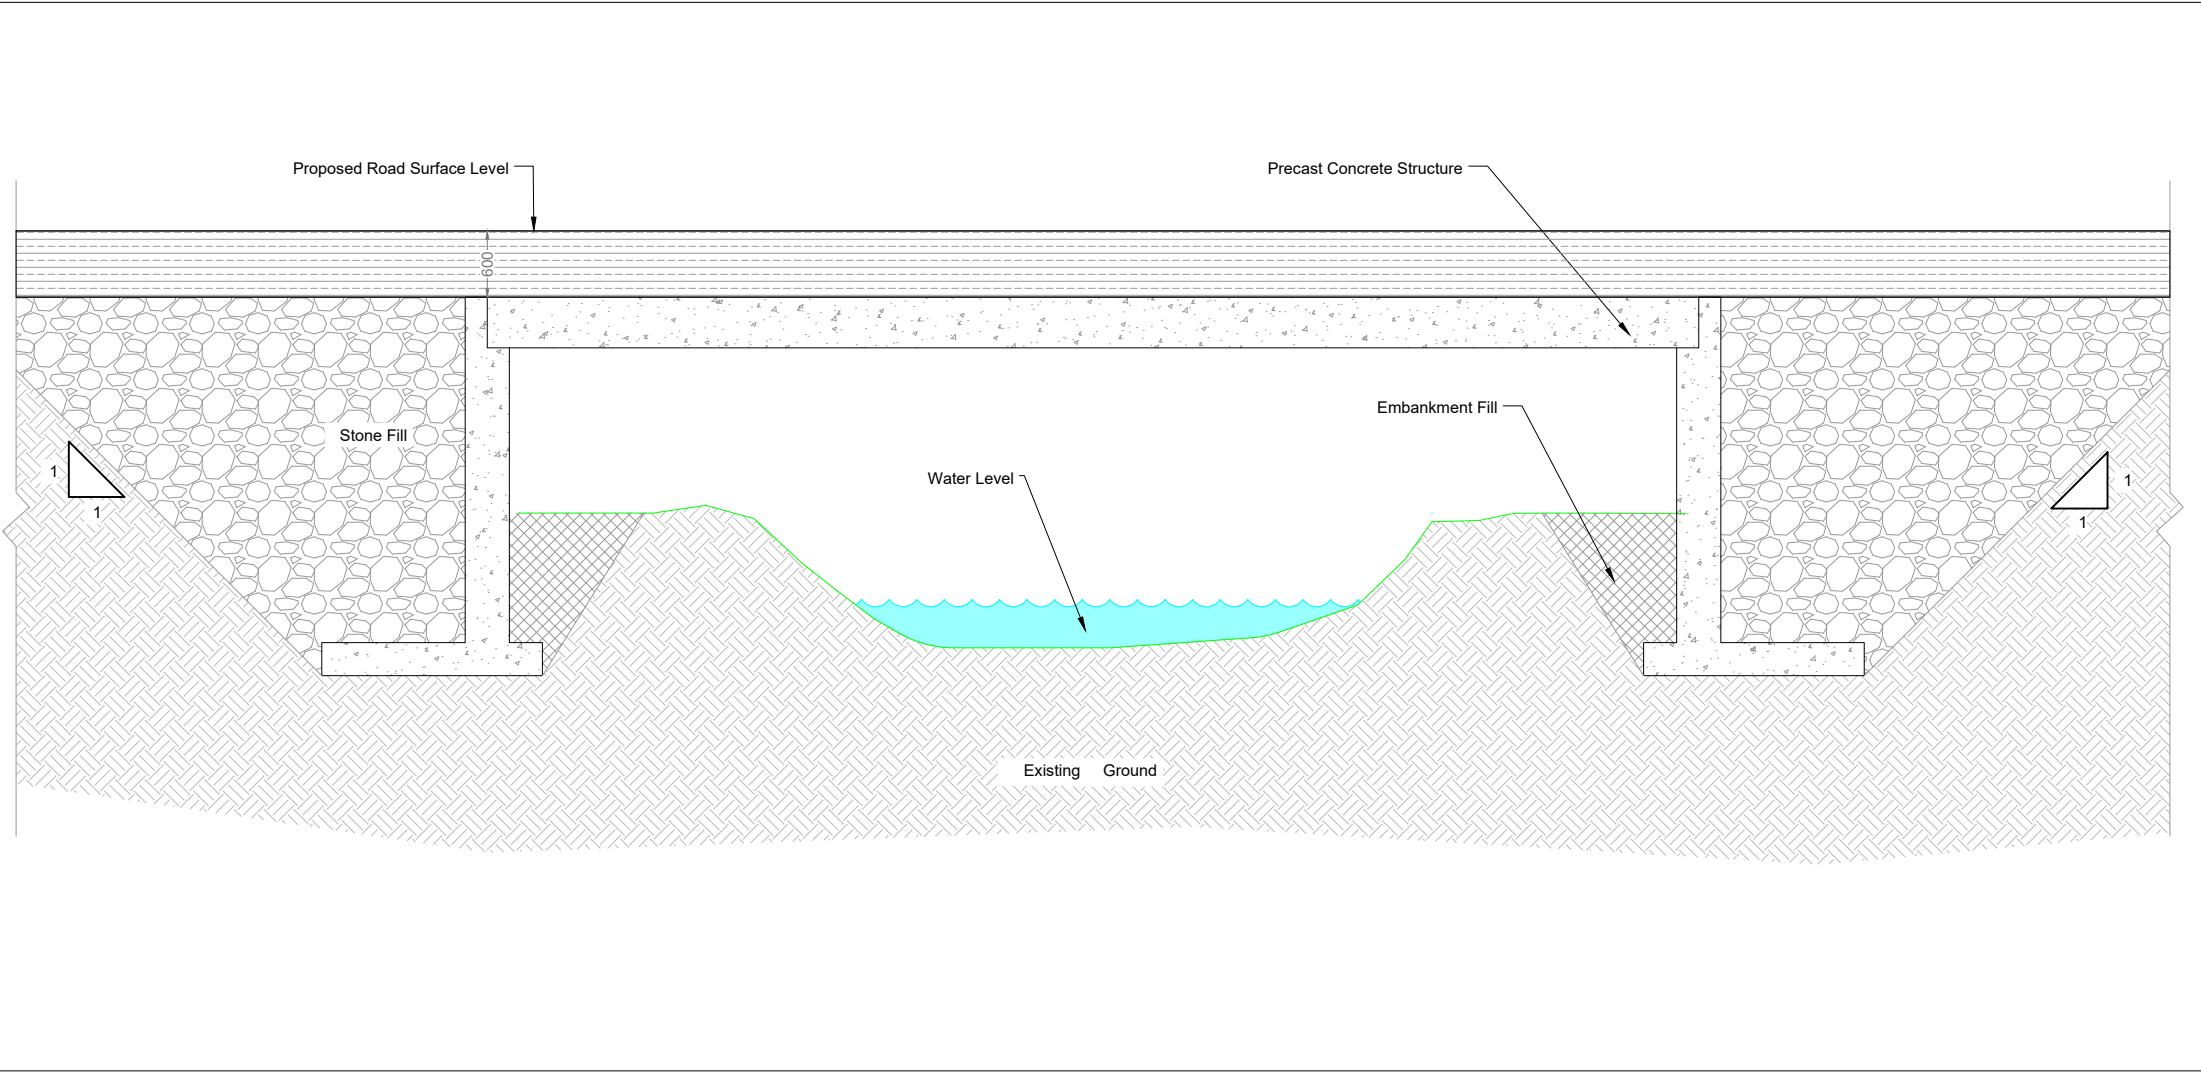 Proposed Road Surface Level
Precast Concrete Structure
600
Embankment Fill
Stone Fill
1
1
Water Level
1
1
Existing Ground